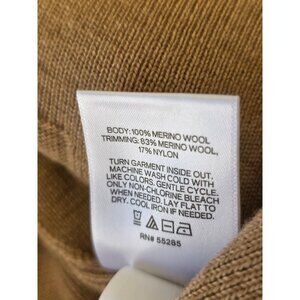 BODY: 100% MERINO WOOL
TRIMMING: 83% MERINO WOOL,
17% NYLON
TURN GARMENT INSIDE OUT.
MACHINE WASH COLD WITH
LIKE COLORS. GENTLE CYCLE.
ONLY NON-CHLORINE BLEACH
WHEN NEEDED. LAY FLAT TO
DRY. COOL IRON IF NEEDED.
RN# 55285